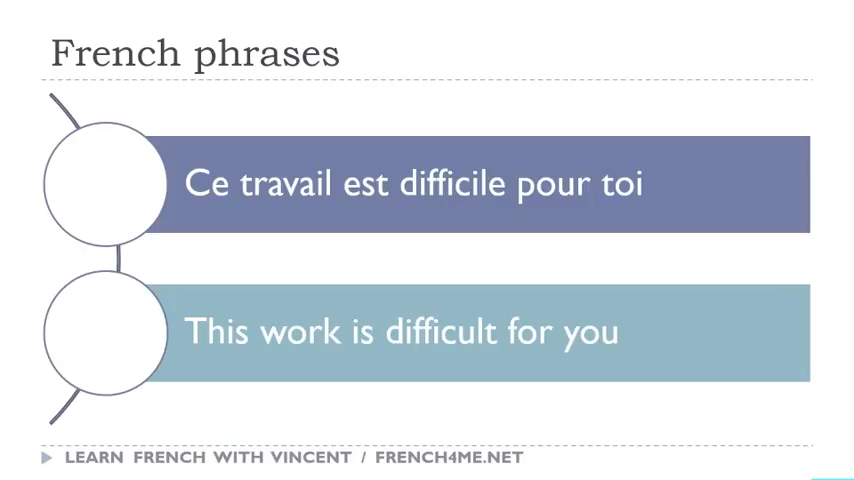 French phrases
Ce travail est difficile pour toi
This work is difficult for you
LEARN FRENCH WITH VINCENT / FRENCH4ME.NET